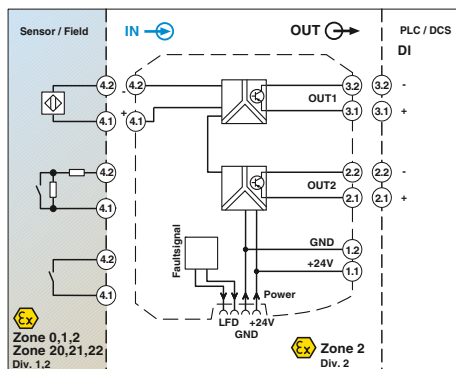 Sensor / Field
IN
OUT
PLC / DCS
DI
4.2
-
4.2
3.2
3.2
-
OUT1
4.1
+
4.1
3.1
3.1
+
4.2
2.2
2.2
-
OUT2
4.1
2.1
2.1
+
GND
1.2
4.2
+24V
1.1
Faultsignal
4.1
Power
LFD
+24V
GND
Ex
Zone 0,1,2
Zone 20,21,22
Div. 1,2
Ex
Zone 2
Div. 2